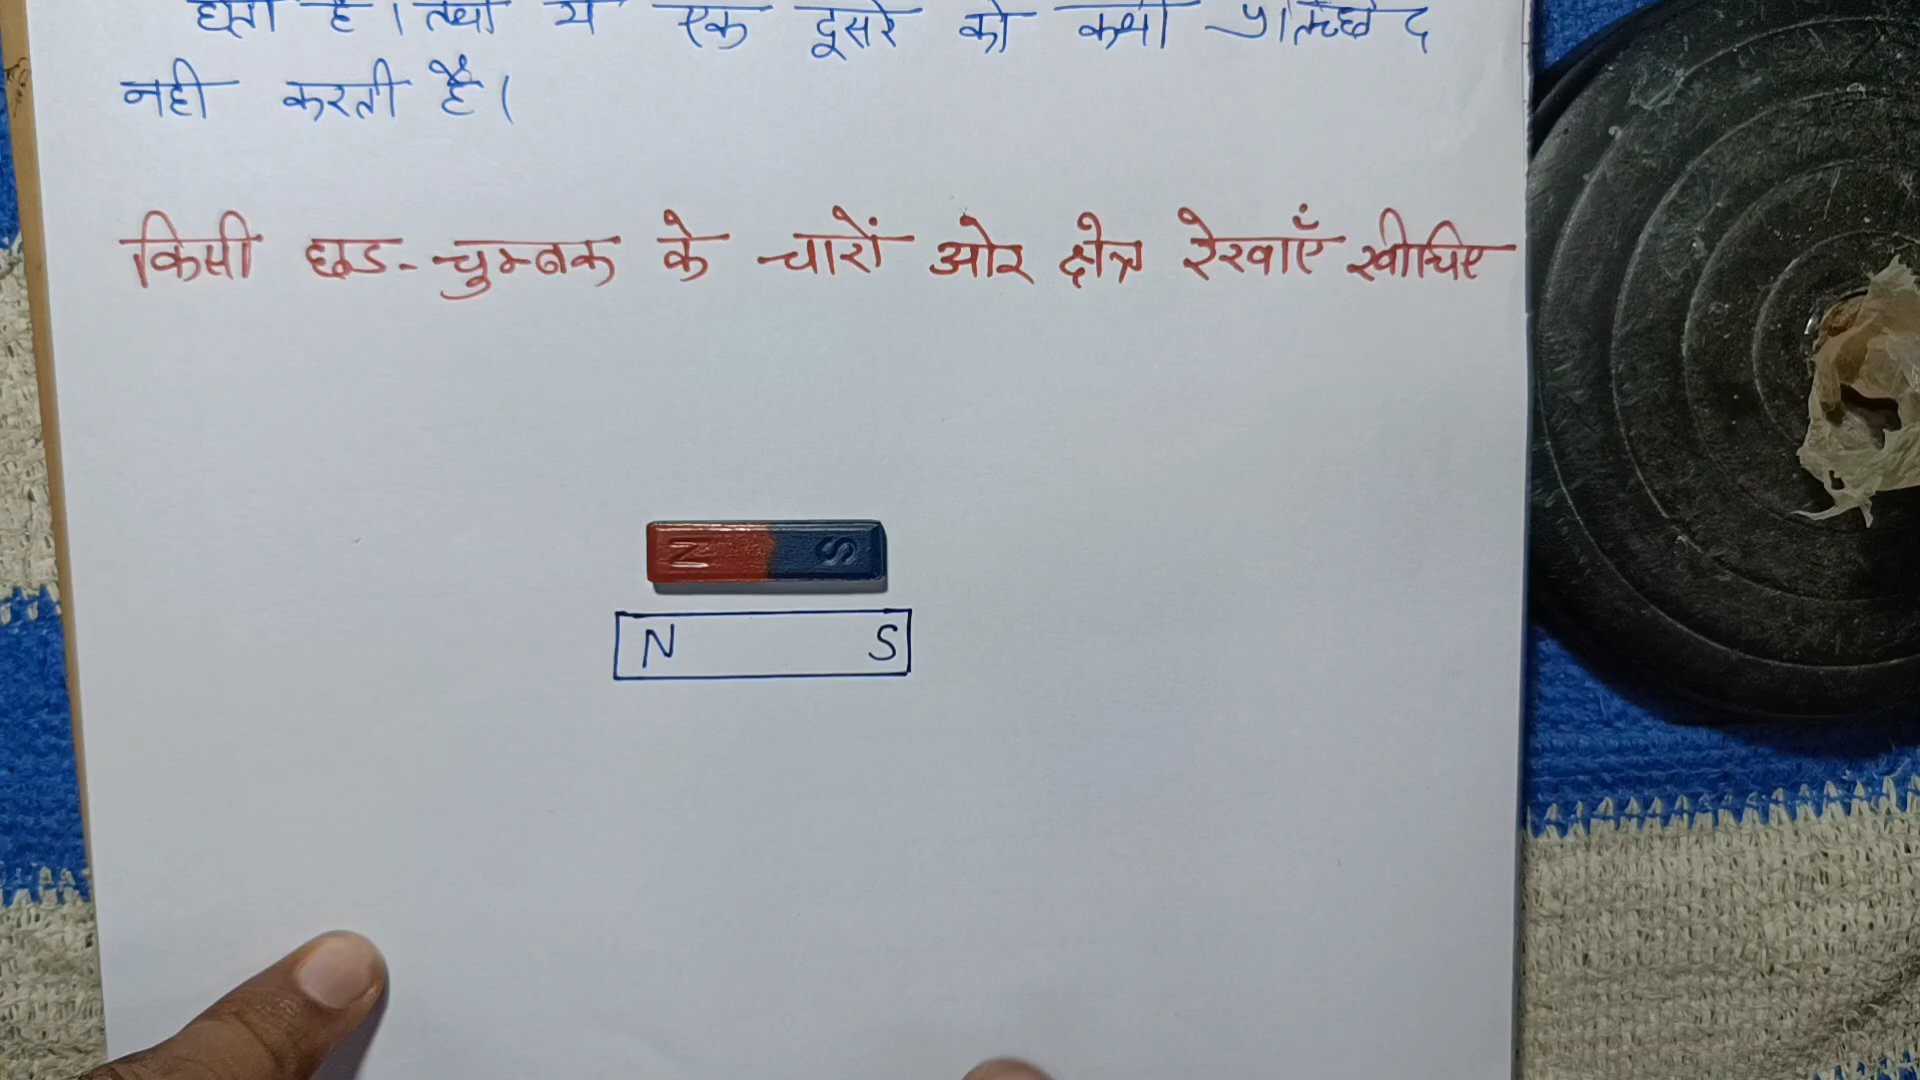 होता है। तथा ये एक दूसरे को कभी प्रतिच्छेद
नही करती है।
किसी छड़-चुम्बक के चारों ओर क्षेत्र रेखाएँ खीचिए
N S
N S